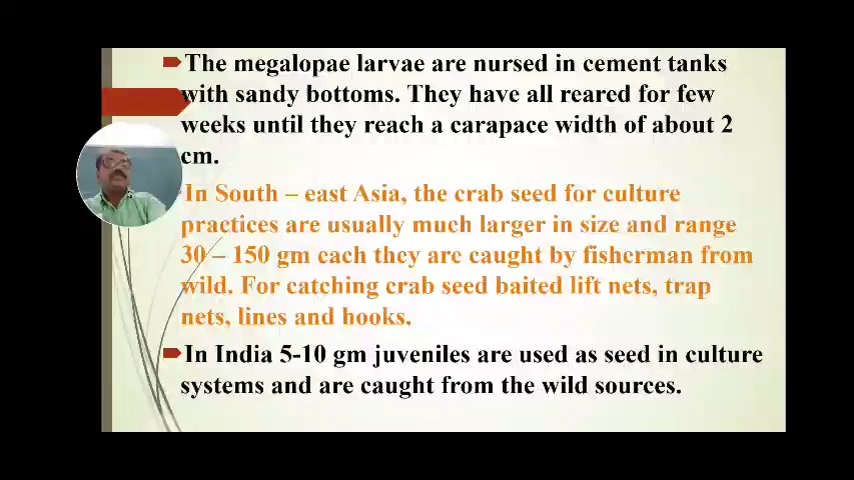 The megalopae larvae are nursed in cement tanks
with sandy bottoms. They have all reared for few
weeks until they reach a carapace width of about 2
cm.
In South – east Asia, the crab seed for culture
practices are usually much larger in size and range
30 – 150 gm each they are caught by fisherman from
wild. For catching crab seed baited lift nets, trap
nets, lines and hooks.
In India 5-10 gm juveniles are used as seed in culture
systems and are caught from the wild sources.